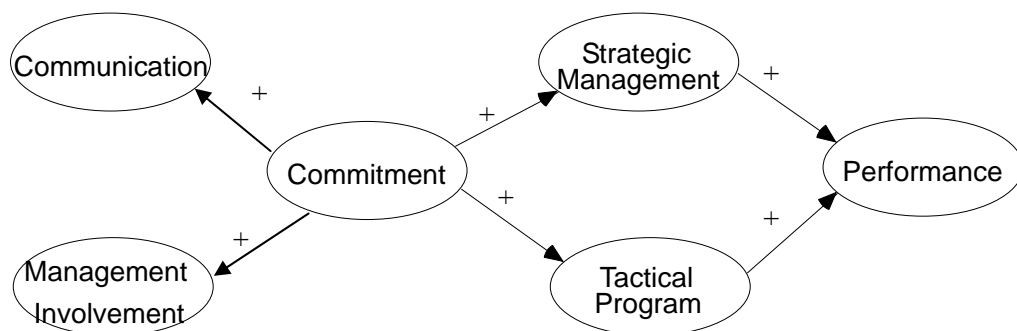 Communication
+
Strategic
Management
+
+
Commitment
Performance
+
+
+
Management
Involvement
Tactical
Program